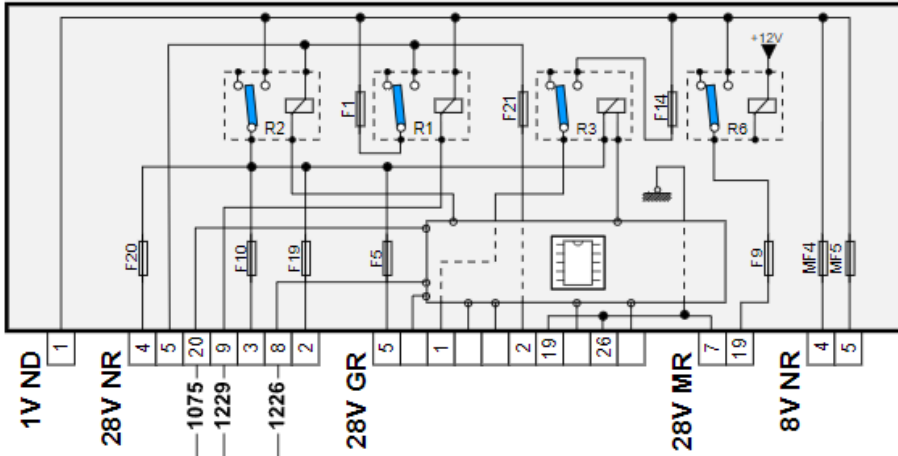 +12V
R2
F1
R1
F21
R3
F14
R6
F20
F10
F19
F5
F9
MF4
MF5
1V ND
1
28V NR
4
5
20
9
3
8
2
28V GR
5
1
2
19
26
28V MR
7
19
8V NR
4
5
1075
1229
1226